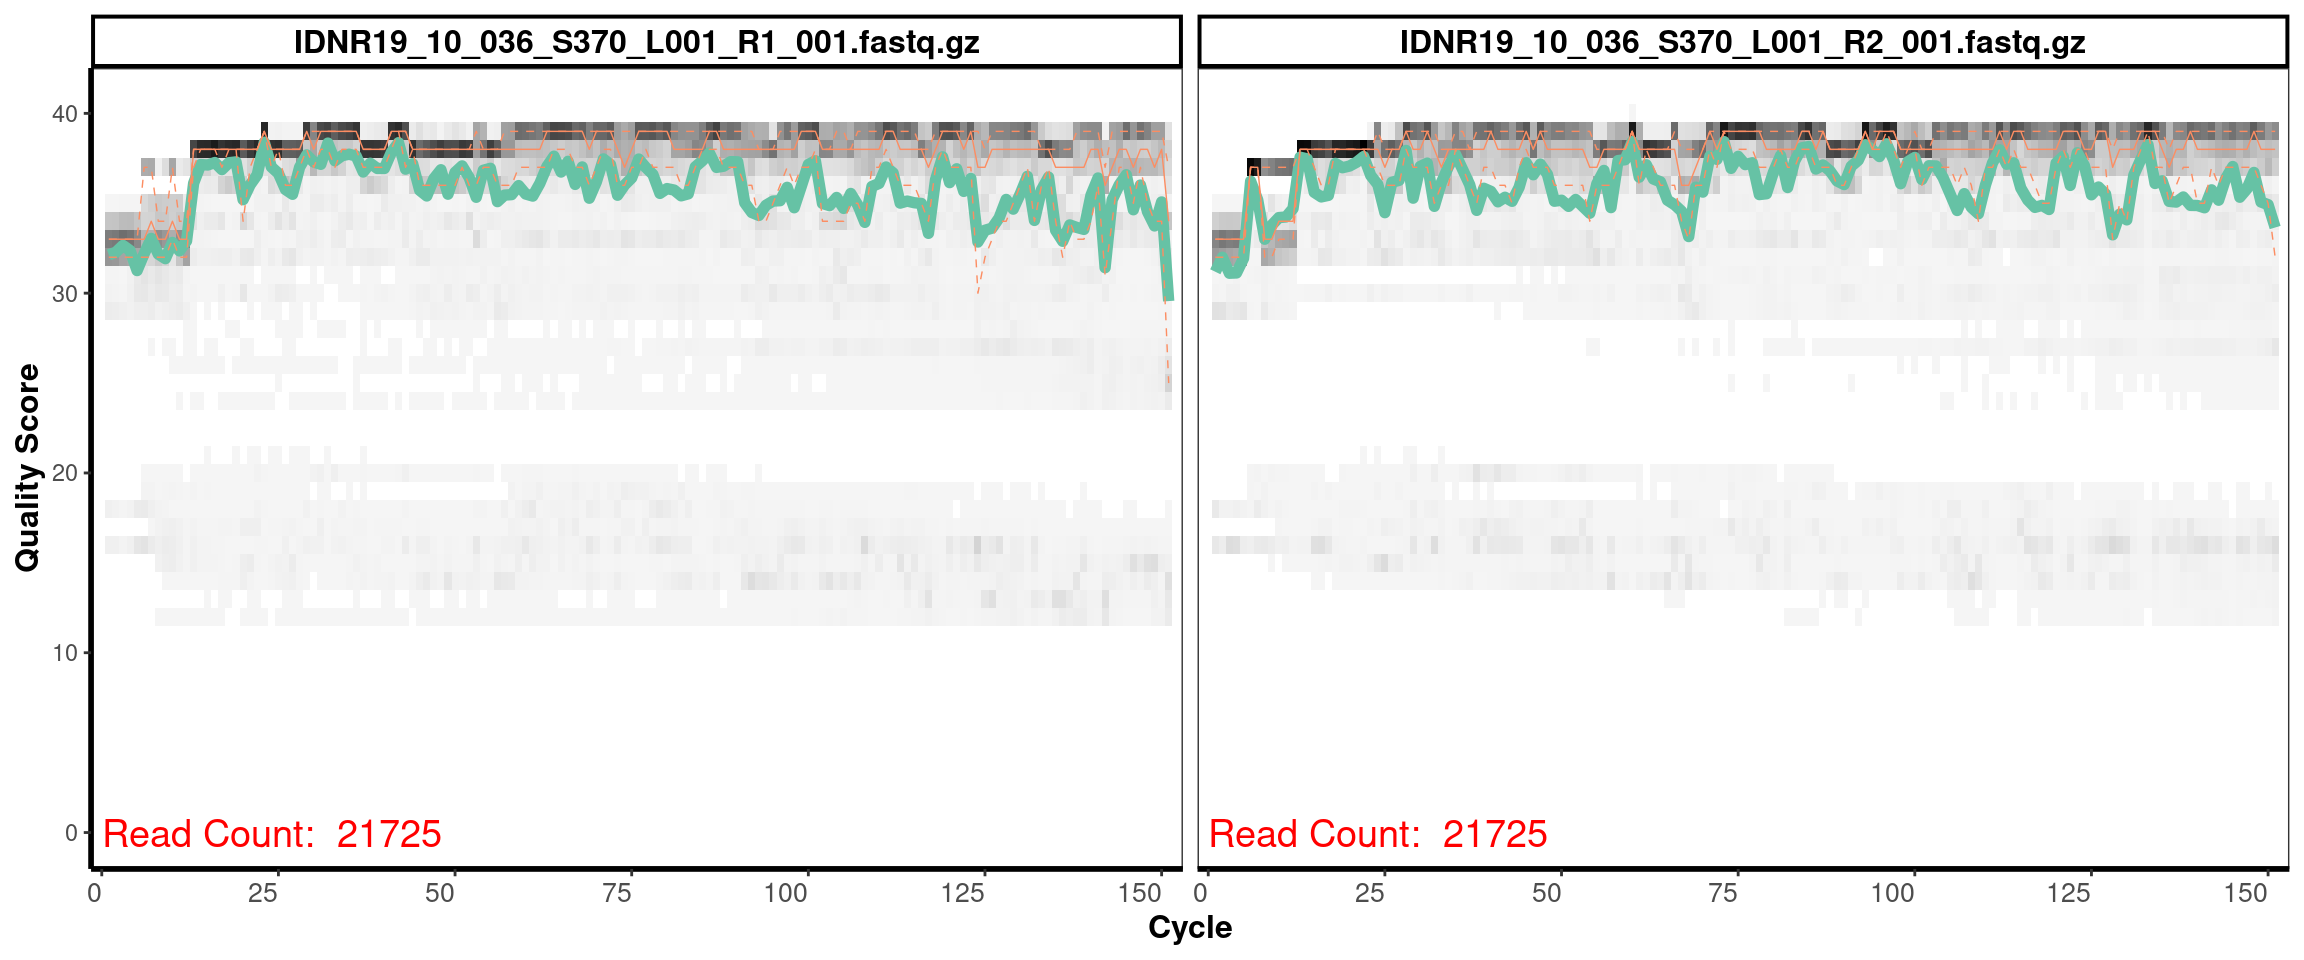 IDNR19_10_036_S370_L001_R1_001.fastq.gz
IDNR19_10_036_S370_L001_R2_001.fastq.gz
Quality Score
40
30
20
10
0
Read Count: 21725
Read Count: 21725
0 25 50 75 100 125 150
0 25 50 75 100 125 150
Cycle